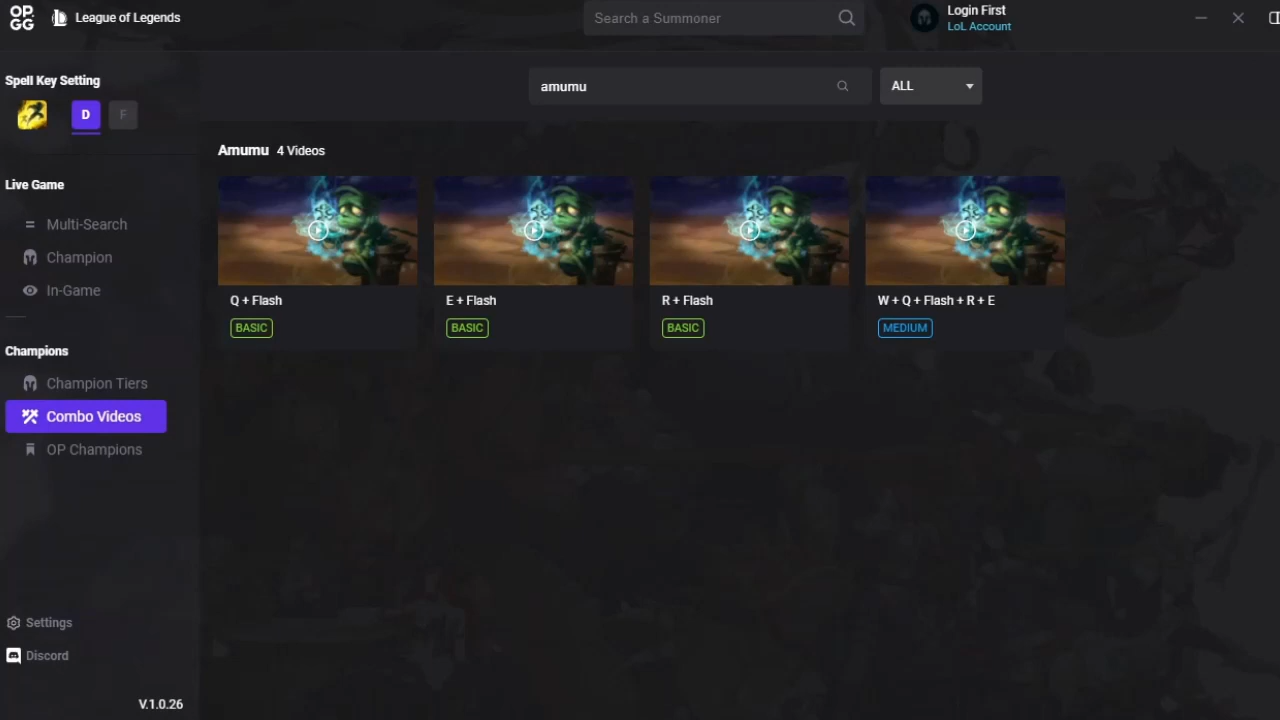 OP.
GG
League of Legends
Search a Summoner
Login First
LoL Account
Spell Key Setting
D
F
amumu
ALL
Amumu 4 Videos
Live Game
Multi-Search
Champion
In-Game
Q + Flash
E + Flash
R + Flash
W + Q + Flash + R + E
BASIC
BASIC
BASIC
MEDIUM
Champions
Champion Tiers
Combo Videos
OP Champions
Settings
Discord
V.1.0.26